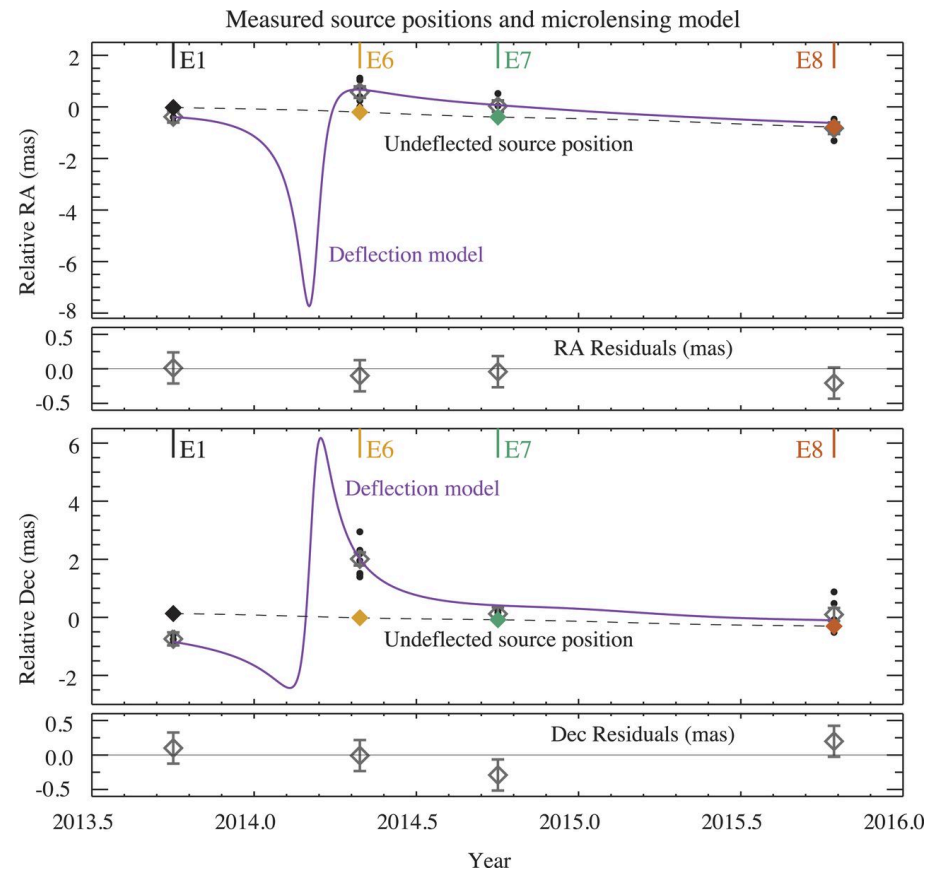 Measured source positions and microlensing model
2
0
-2
-4
-6
-8
Relative RA (mas)
E1
E6
E7
E8
Undeflected source position
Deflection model
0.5
0.0
-0.5
RA Residuals (mas)
6
4
2
0
-2
Relative Dec (mas)
E1
E6
E7
E8
Deflection model
Undeflected source position
0.5
0.0
-0.5
Dec Residuals (mas)
2013.5 2014.0 2014.5 2015.0 2015.5 2016.0
Year